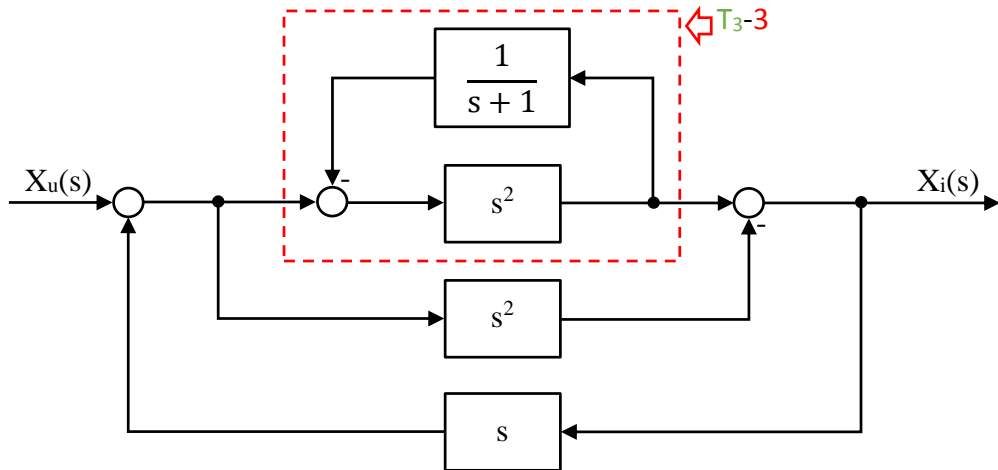 T₃-3
1
s + 1
-
Xᵤ(s)
s²
Xᵢ(s)
-
s²
s